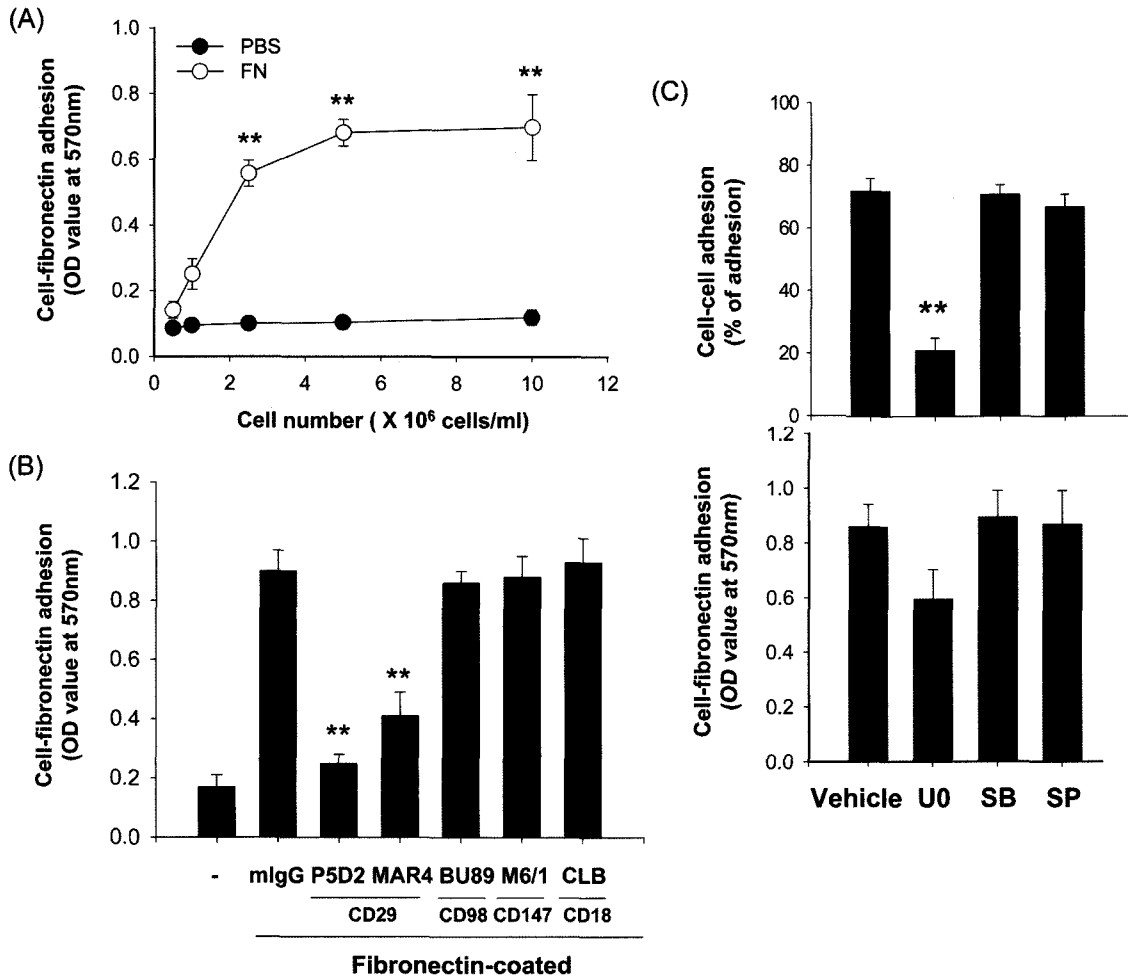 (A)
Cell-fibronectin adhesion
(OD value at 570nm)
1.0
0.8
0.6
0.4
0.2
0.0
PBS
FN
**
**
**
0 2 4 6 8 10 12
Cell number ( X 10⁶ cells/ml)
(B)
Cell-fibronectin adhesion
(OD value at 570nm)
1.2
1.0
0.8
0.6
0.4
0.2
0.0
**
**
- mIgG P5D2 MAR4 BU89 M6/1 CLB
CD29 CD98 CD147 CD18
Fibronectin-coated
(C)
Cell-cell adhesion
(% of adhesion)
100
80
60
40
20
0
**
Cell-fibronectin adhesion
(OD value at 570nm)
1.2
1.0
0.8
0.6
0.4
0.2
0.0
Vehicle U0 SB SP